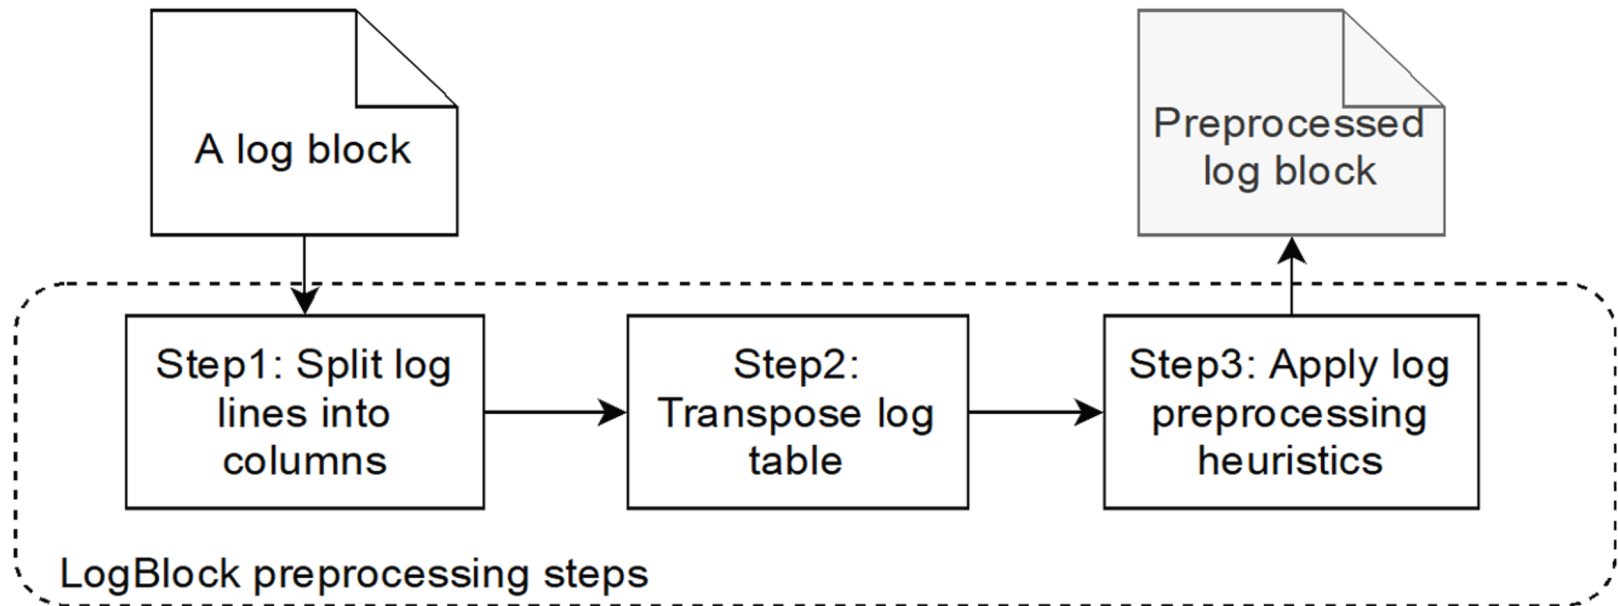 A log block
Preprocessed
log block
Step1: Split log
lines into
columns
Step2:
Transpose log
table
Step3: Apply log
preprocessing
heuristics
LogBlock preprocessing steps